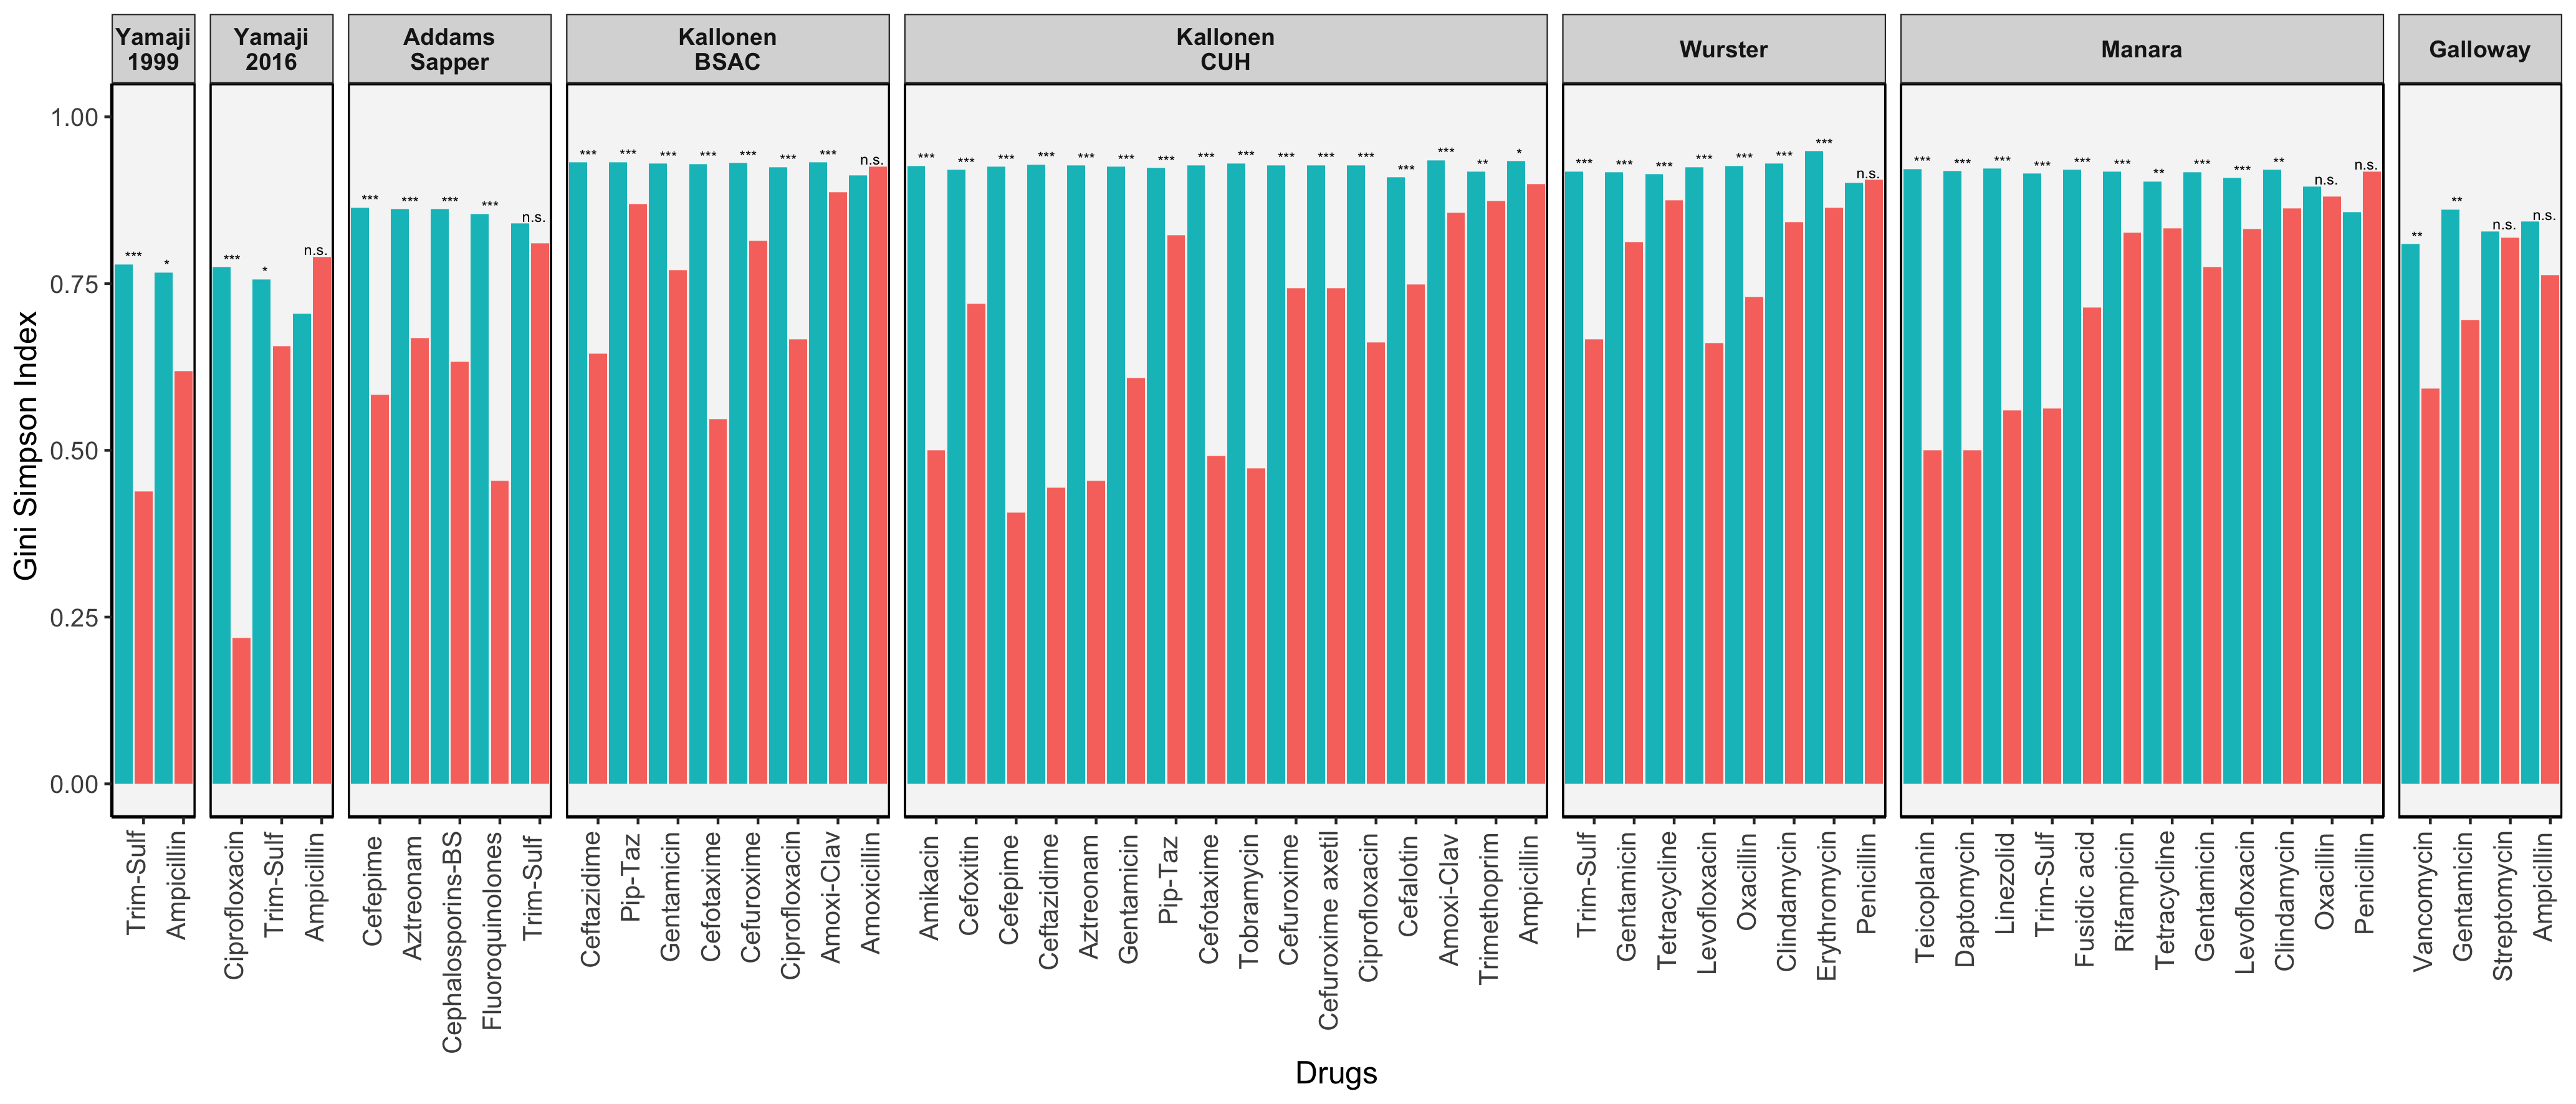 Yamaji
1999
Yamaji
2016
Addams
Sapper
Kallonen
BSAC
Kallonen
CUH
Wurster
Manara
Galloway
Gini Simpson Index
1.00
0.75
0.50
0.25
0.00
*** *
*** * n.s.
*** *** *** *** n.s.
*** *** *** *** *** *** *** n.s.
*** *** *** *** *** *** *** *** *** *** *** *** *** *** ** *
*** *** *** *** *** *** *** n.s.
*** *** *** *** *** *** ** *** *** ** n.s. n.s.
** ** n.s. n.s.
Trim-Sulf
Ampicillin
Ciprofloxacin
Trim-Sulf
Ampicillin
Cefepime
Aztreonam
Cephalosporins-BS
Fluoroquinolones
Trim-Sulf
Ceftazidime
Pip-Taz
Gentamicin
Cefotaxime
Cefuroxime
Ciprofloxacin
Amoxi-Clav
Amoxicillin
Amikacin
Cefoxitin
Cefepime
Ceftazidime
Aztreonam
Gentamicin
Pip-Taz
Cefotaxime
Tobramycin
Cefuroxime
Cefuroxime axetil
Ciprofloxacin
Cefalotin
Amoxi-Clav
Trimethoprim
Ampicillin
Trim-Sulf
Gentamicin
Tetracycline
Levofloxacin
Oxacillin
Clindamycin
Erythromycin
Penicillin
Teicoplanin
Daptomycin
Linezolid
Trim-Sulf
Fusidic acid
Rifampicin
Tetracycline
Gentamicin
Levofloxacin
Clindamycin
Oxacillin
Penicillin
Vancomycin
Gentamicin
Streptomycin
Ampicillin
Drugs